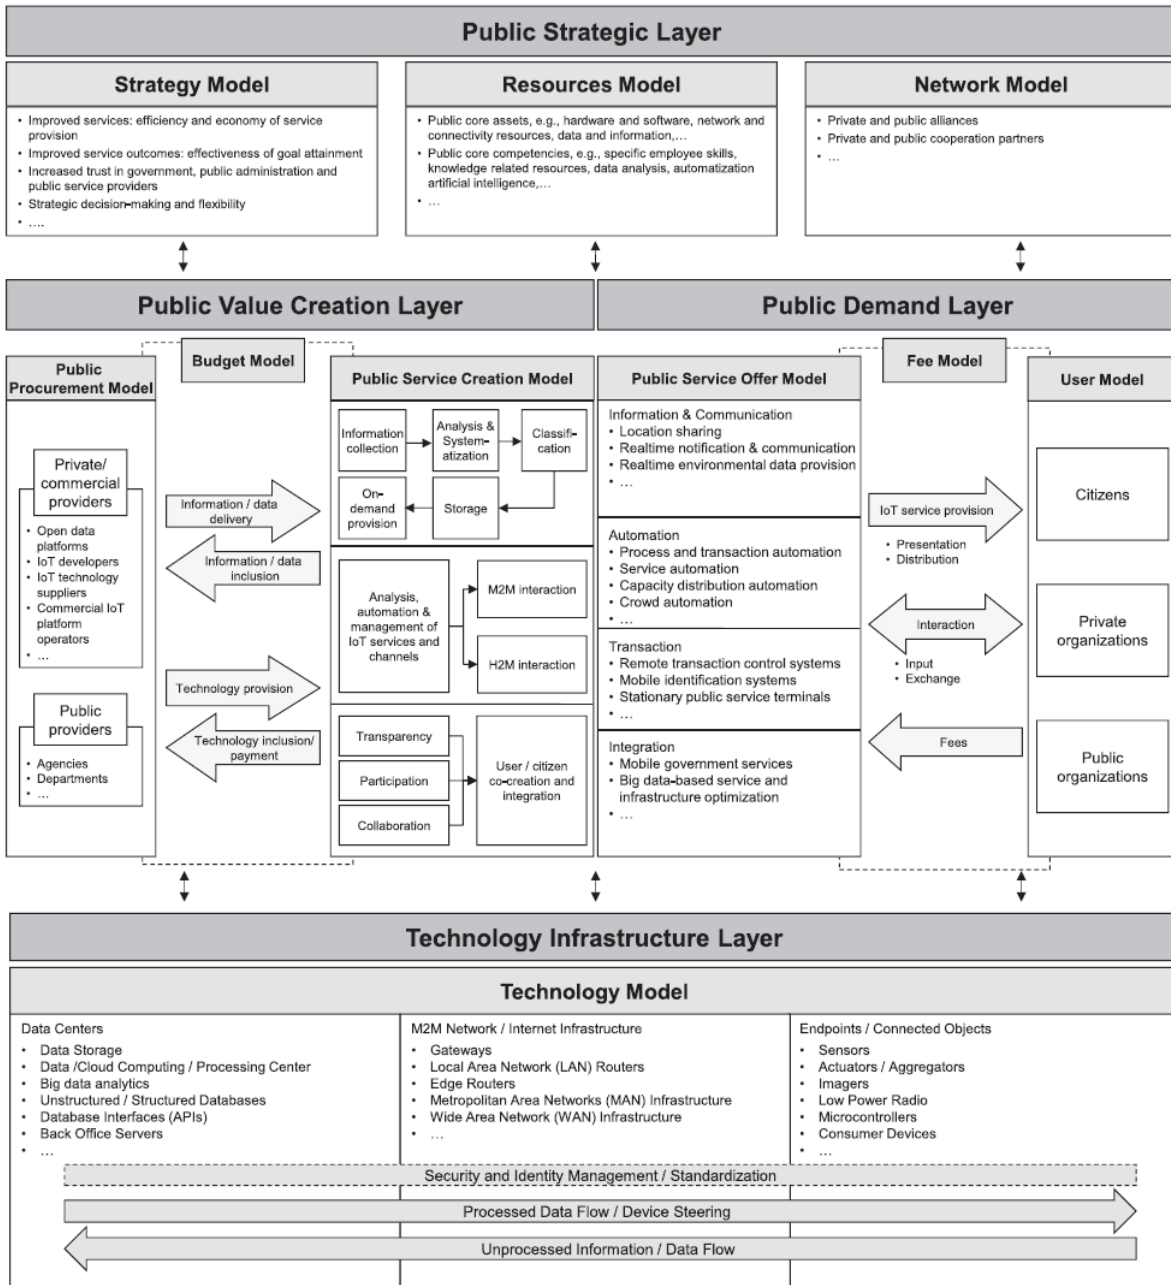 Public Strategic Layer
Strategy Model
• Improved services: efficiency and economy of service
provision
• Improved service outcomes: effectiveness of goal attainment
• Increased trust in government, public administration and
public service providers
• Strategic decision-making and flexibility
• ....
Resources Model
• Public core assets, e.g., hardware and software, network and
connectivity resources, data and information,…
• Public core competencies, e.g., specific employee skills,
knowledge related resources, data analysis, automatization
artificial intelligence,…
• …
Network Model
• Private and public alliances
• Private and public cooperation partners
• …
Public Value Creation Layer
Public Demand Layer
Public
Procurement Model
Private/
commercial
providers
• Open data
platforms
• IoT developers
• IoT technology
suppliers
• Commercial IoT
platform
operators
• …
Public
providers
• Agencies
• Departments
• …
Budget Model
Information / data
delivery
Information / data
inclusion
Technology provision
Technology inclusion/
payment
Public Service Creation Model
Information
collection
Analysis &
System-
atization
Classifi-
cation
On-
demand
provision
Storage
Analysis,
automation &
management of
IoT services and
channels
M2M interaction
H2M interaction
Transparency
Participation
Collaboration
User / citizen
co-creation and
integration
Public Service Offer Model
Information & Communication
• Location sharing
• Realtime notification & communication
• Realtime environmental data provision
• …
Automation
• Process and transaction automation
• Service automation
• Capacity distribution automation
• Crowd automation
• …
Transaction
• Remote transaction control systems
• Mobile identification systems
• Stationary public service terminals
• …
Integration
• Mobile government services
• Big data-based service and
infrastructure optimization
• …
Fee Model
IoT service provision
• Presentation
• Distribution
Interaction
• Input
• Exchange
Fees
User Model
Citizens
Private
organizations
Public
organizations
Technology Infrastructure Layer
Technology Model
Data Centers
• Data Storage
• Data /Cloud Computing / Processing Center
• Big data analytics
• Unstructured / Structured Databases
• Database Interfaces (APIs)
• Back Office Servers
• …
M2M Network / Internet Infrastructure
• Gateways
• Local Area Network (LAN) Routers
• Edge Routers
• Metropolitan Area Networks (MAN) Infrastructure
• Wide Area Network (WAN) Infrastructure
• …
Endpoints / Connected Objects
• Sensors
• Actuators / Aggregators
• Imagers
• Low Power Radio
• Microcontrollers
• Consumer Devices
• …
Security and Identity Management / Standardization
Processed Data Flow / Device Steering
Unprocessed Information / Data Flow